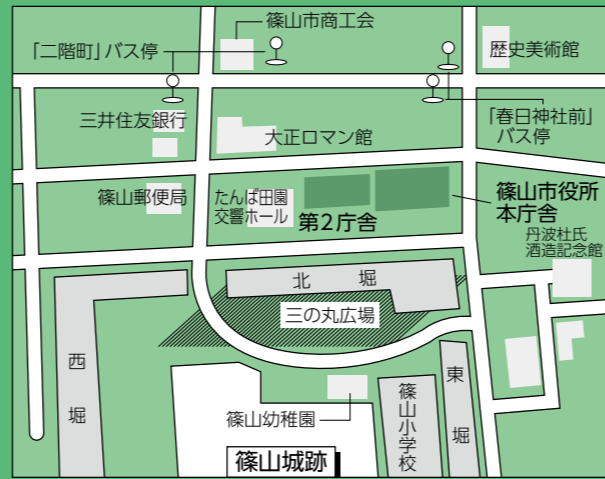 篠山市商工会
「二階町」バス停
歴史美術館
三井住友銀行
大正ロマン館
「春日神社前」
バス停
篠山郵便局
たんば田園
交響ホール
第2庁舎
篠山市役所
本庁舎
丹波杜氏
酒造記念館
北堀
三の丸広場
西堀
篠山幼稚園
篠山小学校
東堀
篠山城跡